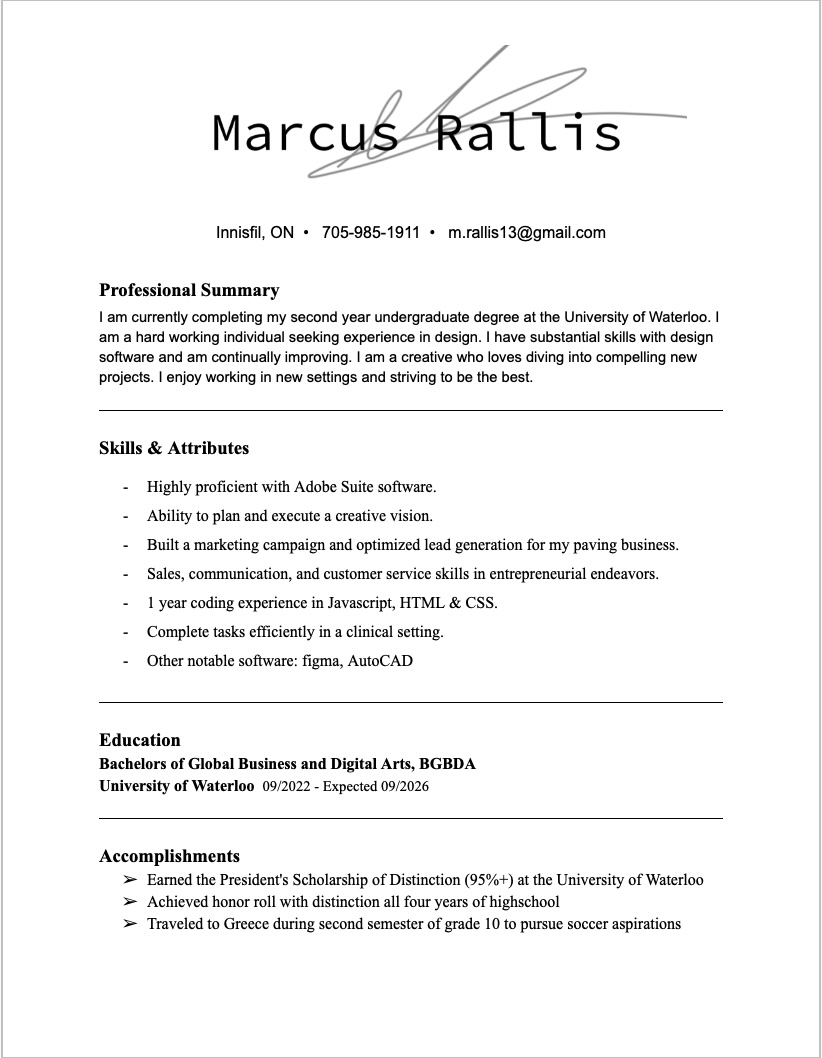 Marcus Rallis
Innisfil, ON • 705-985-1911 • m.rallis13@gmail.com
Professional Summary
I am currently completing my second year undergraduate degree at the University of Waterloo. I
am a hard working individual seeking experience in design. I have substantial skills with design
software and am continually improving. I am a creative who loves diving into compelling new
projects. I enjoy working in new settings and striving to be the best.
Skills & Attributes
- Highly proficient with Adobe Suite software.
- Ability to plan and execute a creative vision.
- Built a marketing campaign and optimized lead generation for my paving business.
- Sales, communication, and customer service skills in entrepreneurial endeavors.
- 1 year coding experience in Javascript, HTML & CSS.
- Complete tasks efficiently in a clinical setting.
- Other notable software: figma, AutoCAD
Education
Bachelors of Global Business and Digital Arts, BGBDA
University of Waterloo 09/2022 - Expected 09/2026
Accomplishments
➢ Earned the President's Scholarship of Distinction (95%+) at the University of Waterloo
➢ Achieved honor roll with distinction all four years of highschool
➢ Traveled to Greece during second semester of grade 10 to pursue soccer aspirations